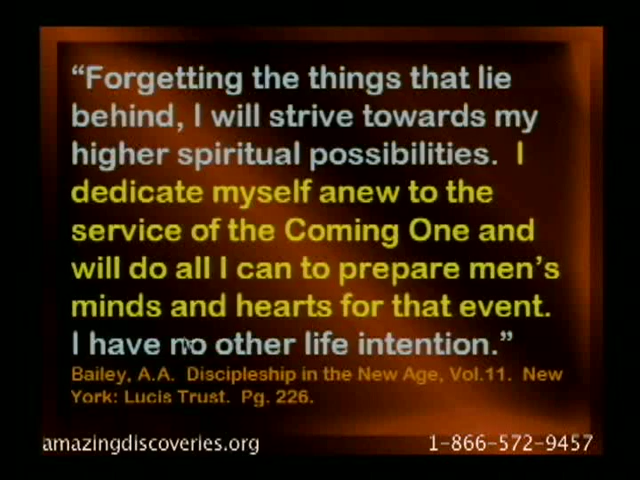 “Forgetting the things that lie
behind, I will strive towards my
higher spiritual possibilities.  I
dedicate myself anew to the
service of the Coming One and
will do all I can to prepare men’s
minds and hearts for that event.
I have no other life intention.”
Bailey, A.A.  Discipleship in the New Age, Vol.11.  New
York: Lucis Trust.  Pg. 226.
amazingdiscoveries.org
1-866-572-9457